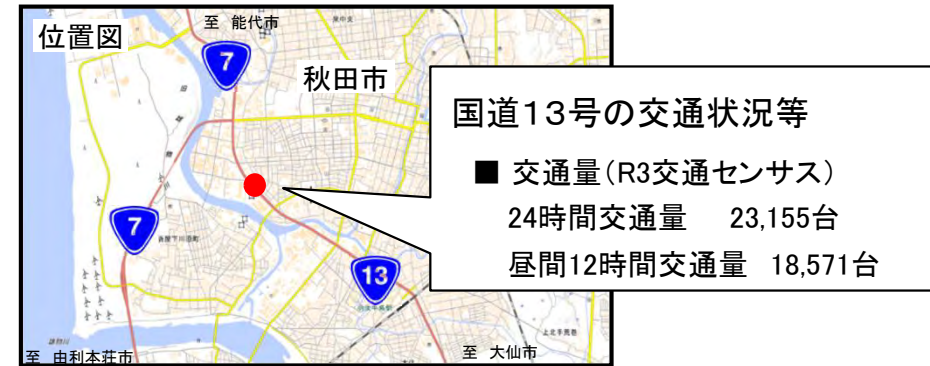 位置図
至 能代市
7
秋田市
国道13号の交通状況等
■ 交通量(R3交通センサス)
24時間交通量 23,155台
昼間12時間交通量 18,571台
7
13
至 由利本荘市
至 大仙市